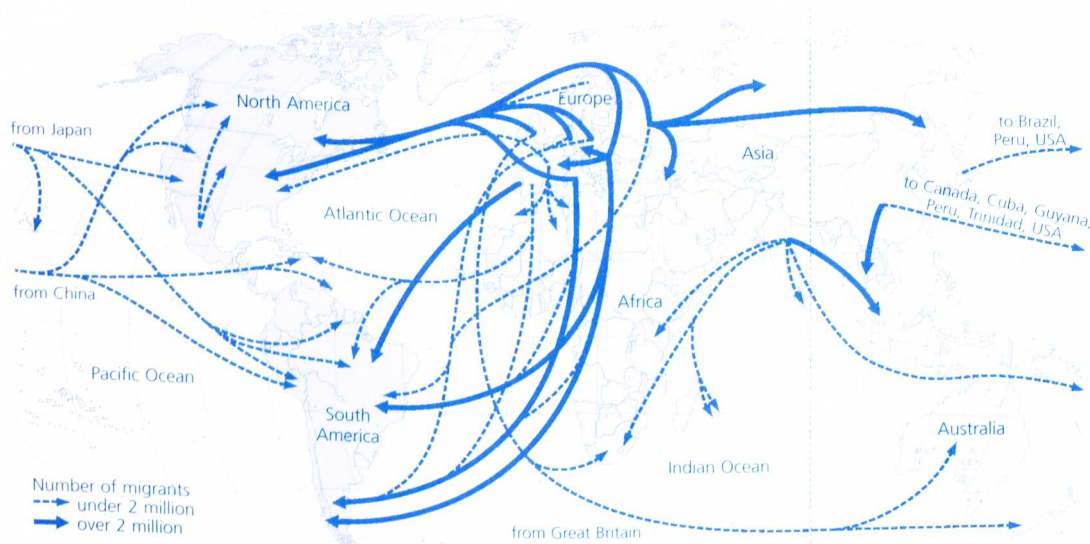 North America
Europe
from Japan
to Brazil,
Peru, USA
Asia
to Canada, Cuba, Guyana,
Peru, Trinidad, USA
Atlantic Ocean
from China
Africa
Pacific Ocean
South
America
Australia
Indian Ocean
Number of migrants
under 2 million
over 2 million
from Great Britain